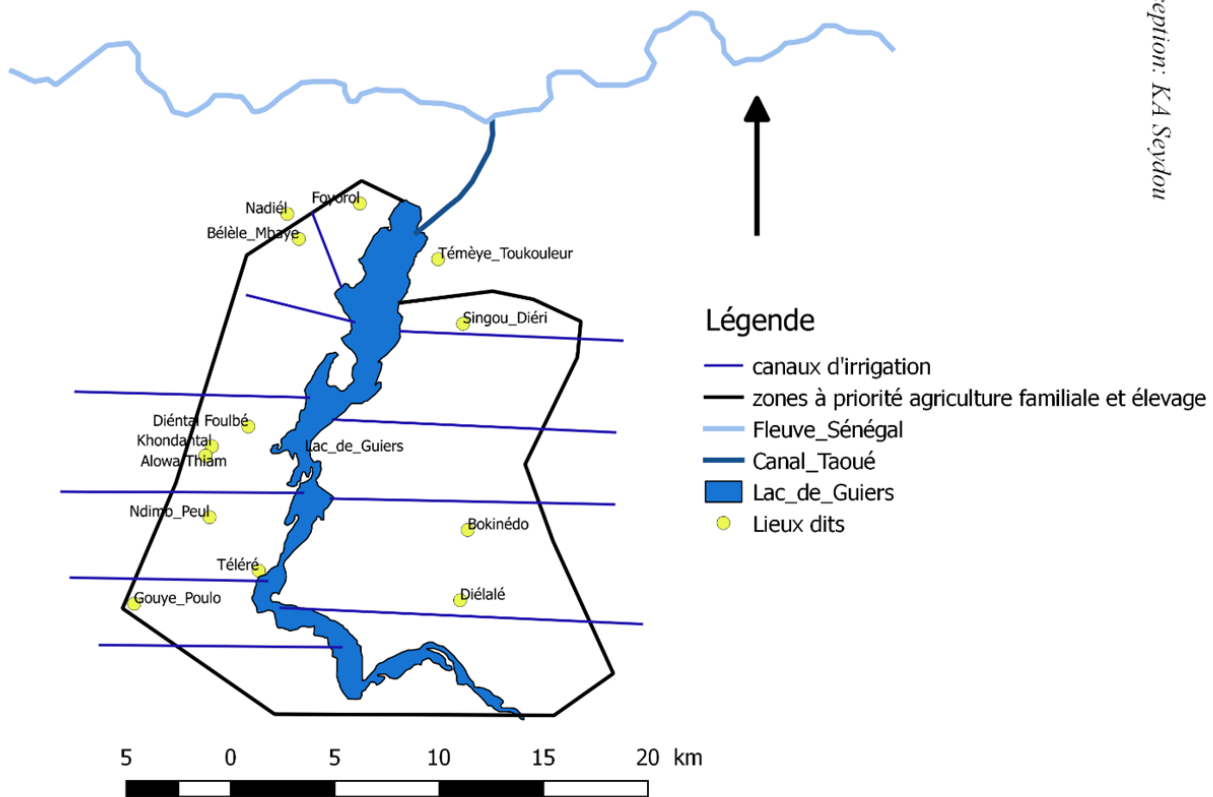 ception: KA Seydou
Foyorol
Nadiél
Bélèle_Mbaye
Témèye_Toukouleur
Singou_Diéri
Diéntal Foulbé
Khondantal
Lac_de_Guiers
Alowa Thiam
Ndimb_Peul
Bokinédo
Téléré
Gouye_Poulo
Diélalé
Légende
canaux d'irrigation
zones à priorité agriculture familiale et élevage
Fleuve_Sénégal
Canal_Taoué
Lac_de_Guiers
Lieux dits
5 0 5 10 15 20 km